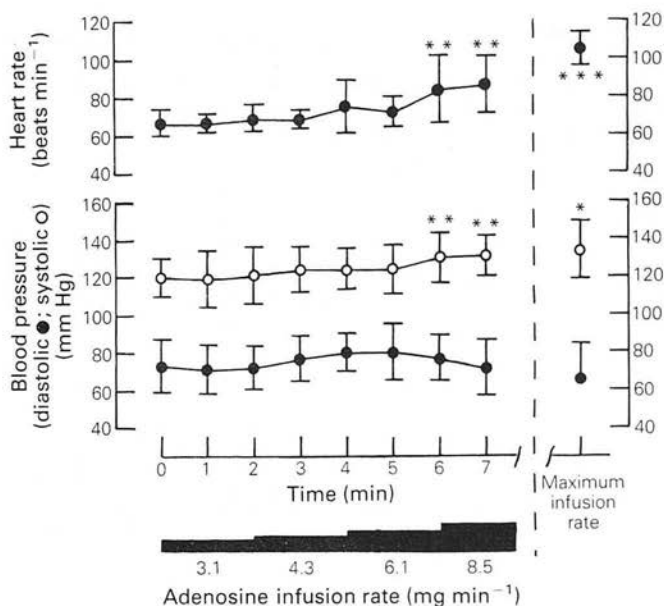 Heart rate
(beats min⁻¹)
120
100
80
60
40
* *
* *
120
100
80
60
40
* * *
Blood pressure
(diastolic ●; systolic ○)
(mm Hg)
160
140
120
100
80
60
40
* *
* *
*
160
140
120
100
80
60
40
0 1 2 3 4 5 6 7
Time (min)
Maximum
infusion
rate
3.1 4.3 6.1 8.5
Adenosine infusion rate (mg min⁻¹)